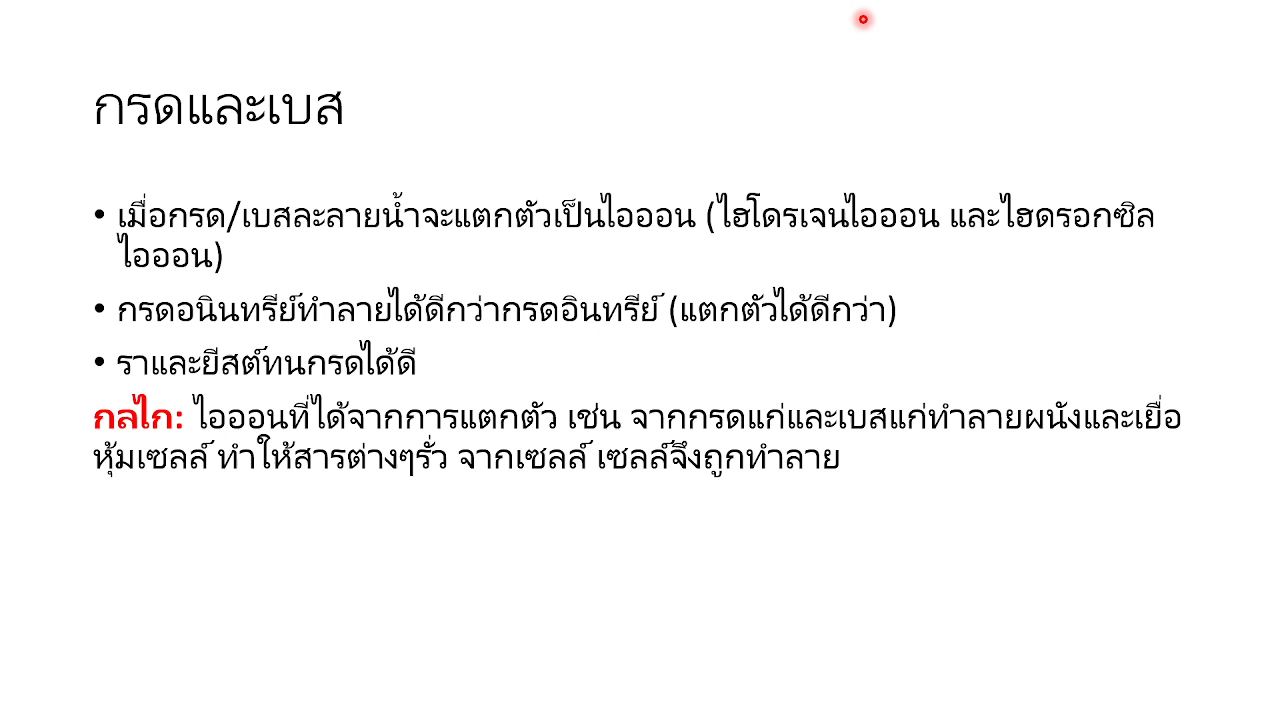 กรดและเบส
• เมื่อกรด/เบสละลายน้ำจะแตกตัวเป็นไอออน (ไฮโดรเจนไอออน และไฮดรอกซิล
ไอออน)
• กรดอนินทรีย์ทำลายได้ดีกว่ากรดอินทรีย์ (แตกตัวได้ดีกว่า)
• ราและยีสต์ทนกรดได้ดี
กลไก: ไอออนที่ได้จากการแตกตัว เช่น จากกรดแก่และเบสแก่ทำลายผนังและเยื่อ
หุ้มเซลล์ ทำให้สารต่างๆรั่ว จากเซลล์ เซลล์จึงถูกทำลาย